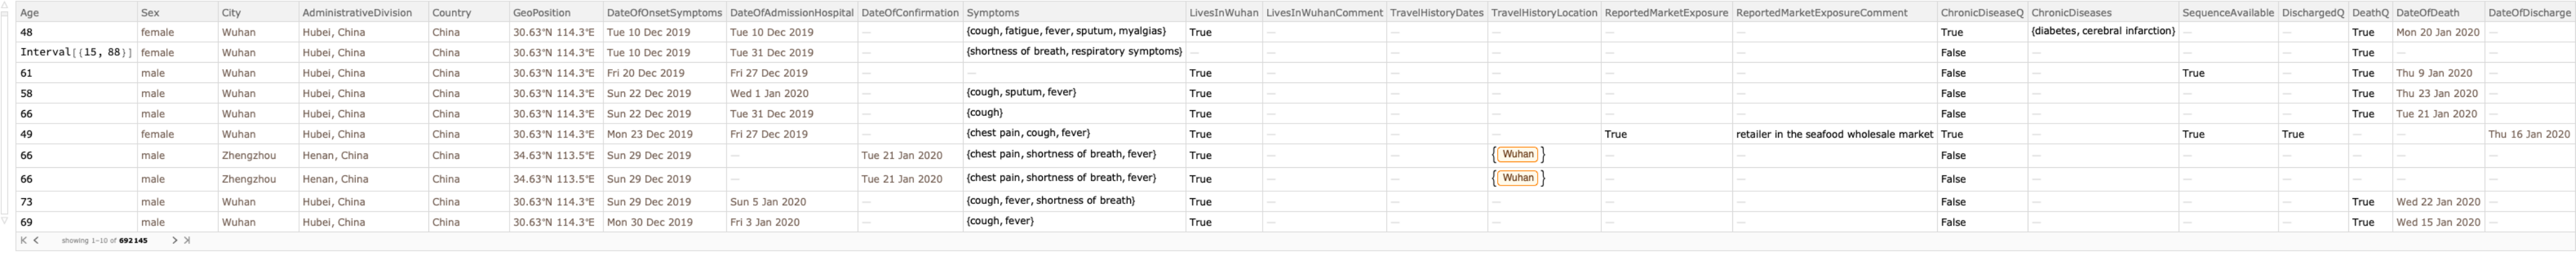 Age Sex City AdministrativeDivision Country GeoPosition DateOfOnsetSymptoms DateOfAdmissionHospital DateOfConfirmation Symptoms LivesInWuhan LivesInWuhanComment TravelHistoryDates TravelHistoryLocation ReportedMarketExposure ReportedMarketExposureComment ChronicDiseaseQ ChronicDiseases SequenceAvailable DischargedQ DeathQ DateOfDeath DateOfDischarge
48 female Wuhan Hubei, China China 30.63°N 114.3°E Tue 10 Dec 2019 Tue 10 Dec 2019 — {cough, fatigue, fever, sputum, myalgias} True — — — — — True {diabetes, cerebral infarction} — — True Mon 20 Jan 2020 —
Interval[{15, 88}] female Wuhan Hubei, China China 30.63°N 114.3°E Tue 10 Dec 2019 Tue 31 Dec 2019 — {shortness of breath, respiratory symptoms} — — — — — — False — — — True — —
61 male Wuhan Hubei, China China 30.63°N 114.3°E Fri 20 Dec 2019 Fri 27 Dec 2019 — — True — — — — — False — True — True Thu 9 Jan 2020 —
58 male Wuhan Hubei, China China 30.63°N 114.3°E Sun 22 Dec 2019 Wed 1 Jan 2020 — {cough, sputum, fever} True — — — — — False — — — True Thu 23 Jan 2020 —
66 male Wuhan Hubei, China China 30.63°N 114.3°E Sun 22 Dec 2019 Tue 31 Dec 2019 — {cough} True — — — — — False — — — True Tue 21 Jan 2020 —
49 female Wuhan Hubei, China China 30.63°N 114.3°E Mon 23 Dec 2019 Fri 27 Dec 2019 — {chest pain, cough, fever} True — — — True retailer in the seafood wholesale market True — True True — — Thu 16 Jan 2020
66 male Zhengzhou Henan, China China 34.63°N 113.5°E Sun 29 Dec 2019 — Tue 21 Jan 2020 {chest pain, shortness of breath, fever} True — — {Wuhan} — — False — — — — — —
66 male Zhengzhou Henan, China China 34.63°N 113.5°E Sun 29 Dec 2019 — Tue 21 Jan 2020 {chest pain, shortness of breath, fever} True — — {Wuhan} — — False — — — — — —
73 male Wuhan Hubei, China China 30.63°N 114.3°E Sun 29 Dec 2019 Sun 5 Jan 2020 — {cough, fever, shortness of breath} True — — — — — False — — — True Wed 22 Jan 2020 —
69 male Wuhan Hubei, China China 30.63°N 114.3°E Mon 30 Dec 2019 Fri 3 Jan 2020 — {cough, fever} True — — — — — False — — — True Wed 15 Jan 2020 —
showing 1–10 of 692145